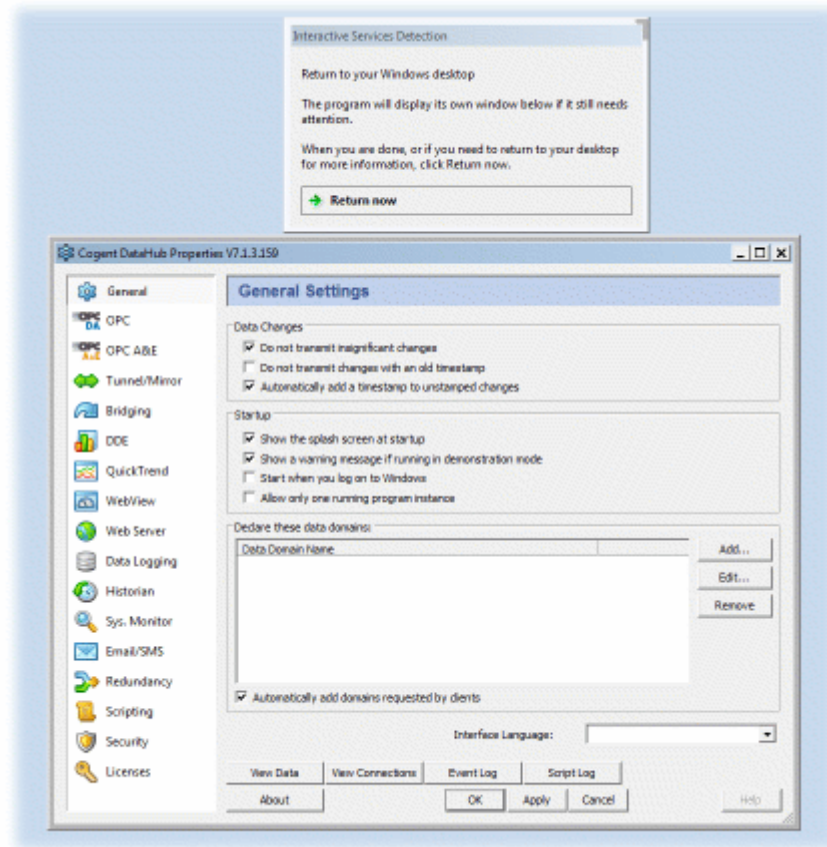 Interactive Services Detection
Return to your Windows desktop
The program will display its own window below if it still needs
attention.
When you are done, or if you need to return to your desktop
for more information, click Return now.
Return now
Cogent DataHub Properties V7.1.3.159
General
OPC DA OPC
OPC A&E OPC A&E
Tunnel/Mirror
Bridging
DDE
QuickTrend
WebView
Web Server
Data Logging
Historian
Sys. Monitor
Email/SMS
Redundancy
Scripting
Security
Licenses
General Settings
Data Changes
Do not transmit insignificant changes
Do not transmit changes with an old timestamp
Automatically add a timestamp to unstamped changes
Startup
Show the splash screen at startup
Show a warning message if running in demonstration mode
Start when you log on to Windows
Allow only one running program instance
Declare these data domains:
Data Domain Name
Add...
Edit...
Remove
Automatically add domains requested by clients
Interface Language:
View Data View Connections Event Log Script Log
About OK Apply Cancel Help